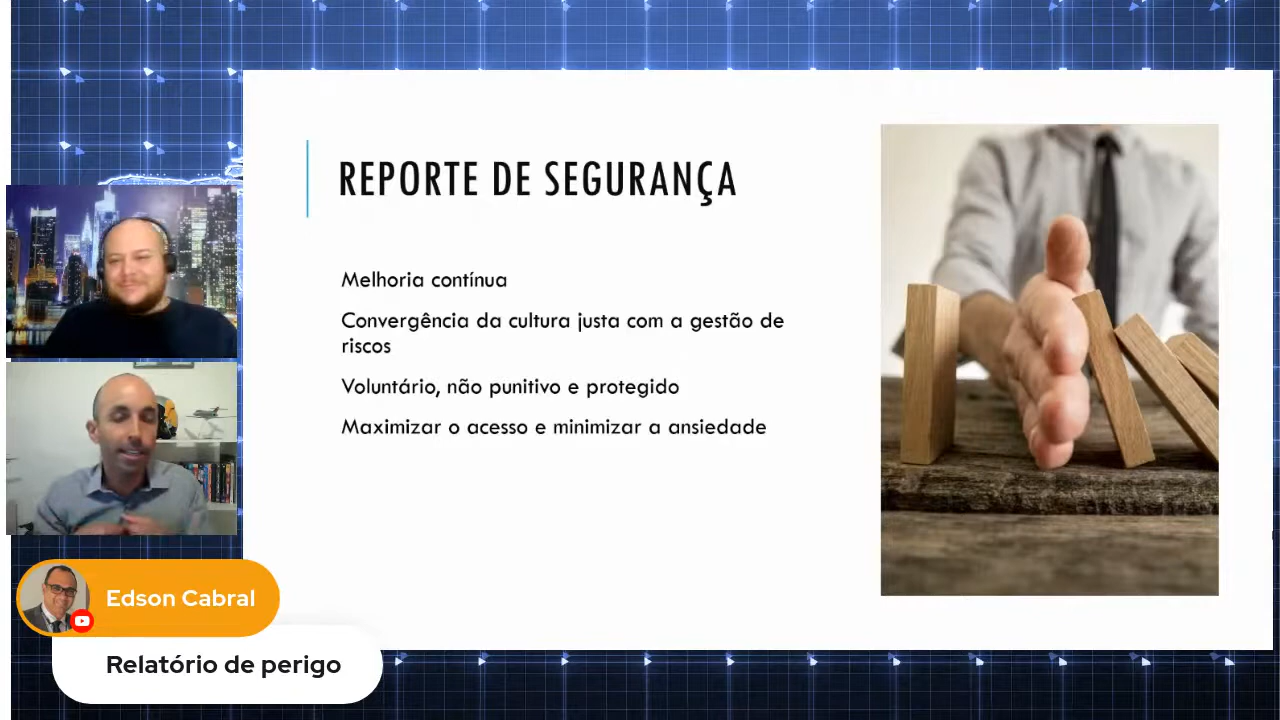 REPORTE DE SEGURANÇA
Melhoria contínua
Convergência da cultura justa com a gestão de
riscos
Voluntário, não punitivo e protegido
Maximizar o acesso e minimizar a ansiedade
Edson Cabral
Relatório de perigo